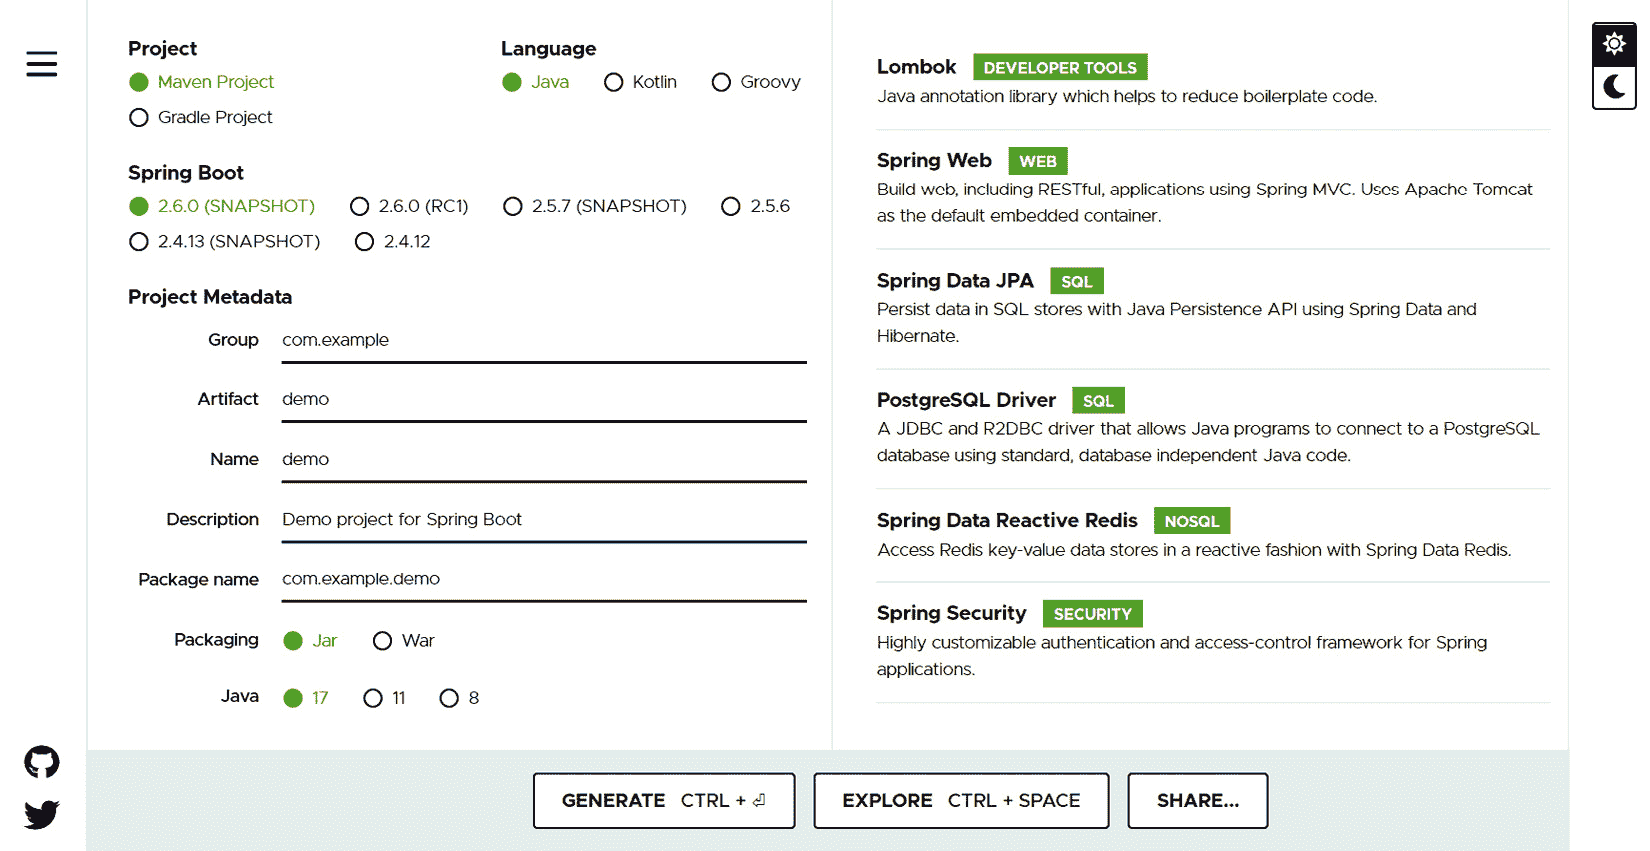 Project
Maven Project
Gradle Project
Language
Java Kotlin Groovy
Spring Boot
2.6.0 (SNAPSHOT) 2.6.0 (RC1) 2.5.7 (SNAPSHOT) 2.5.6
2.4.13 (SNAPSHOT) 2.4.12
Project Metadata
Group com.example
Artifact demo
Name demo
Description Demo project for Spring Boot
Package name com.example.demo
Packaging Jar War
Java 17 11 8
Lombok DEVELOPER TOOLS
Java annotation library which helps to reduce boilerplate code.
Spring Web WEB
Build web, including RESTful, applications using Spring MVC. Uses Apache Tomcat
as the default embedded container.
Spring Data JPA SQL
Persist data in SQL stores with Java Persistence API using Spring Data and
Hibernate.
PostgreSQL Driver SQL
A JDBC and R2DBC driver that allows Java programs to connect to a PostgreSQL
database using standard, database independent Java code.
Spring Data Reactive Redis NOSQL
Access Redis key-value data stores in a reactive fashion with Spring Data Redis.
Spring Security SECURITY
Highly customizable authentication and access-control framework for Spring
applications.
GENERATE CTRL + ⏎
EXPLORE CTRL + SPACE
SHARE...